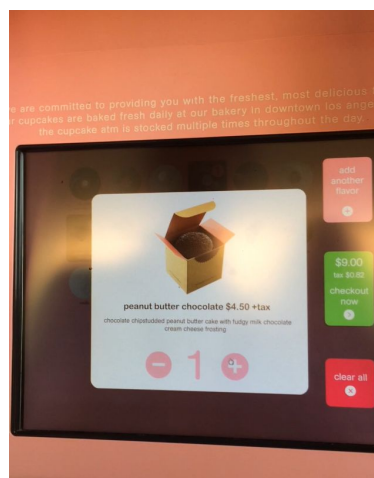 e are committed to providing you with the freshest, most delicious
r cupcakes are baked fresh daily at our bakery in downtown los ange
the cupcake atm is stocked multiple times throughout the day.
add
another
flavor
peanut butter chocolate $4.50 +tax
chocolate chipstudded peanut butter cake with fudgy milk chocolate
cream cheese frosting
1
$9.00
tax $0.82
checkout
now
clear all